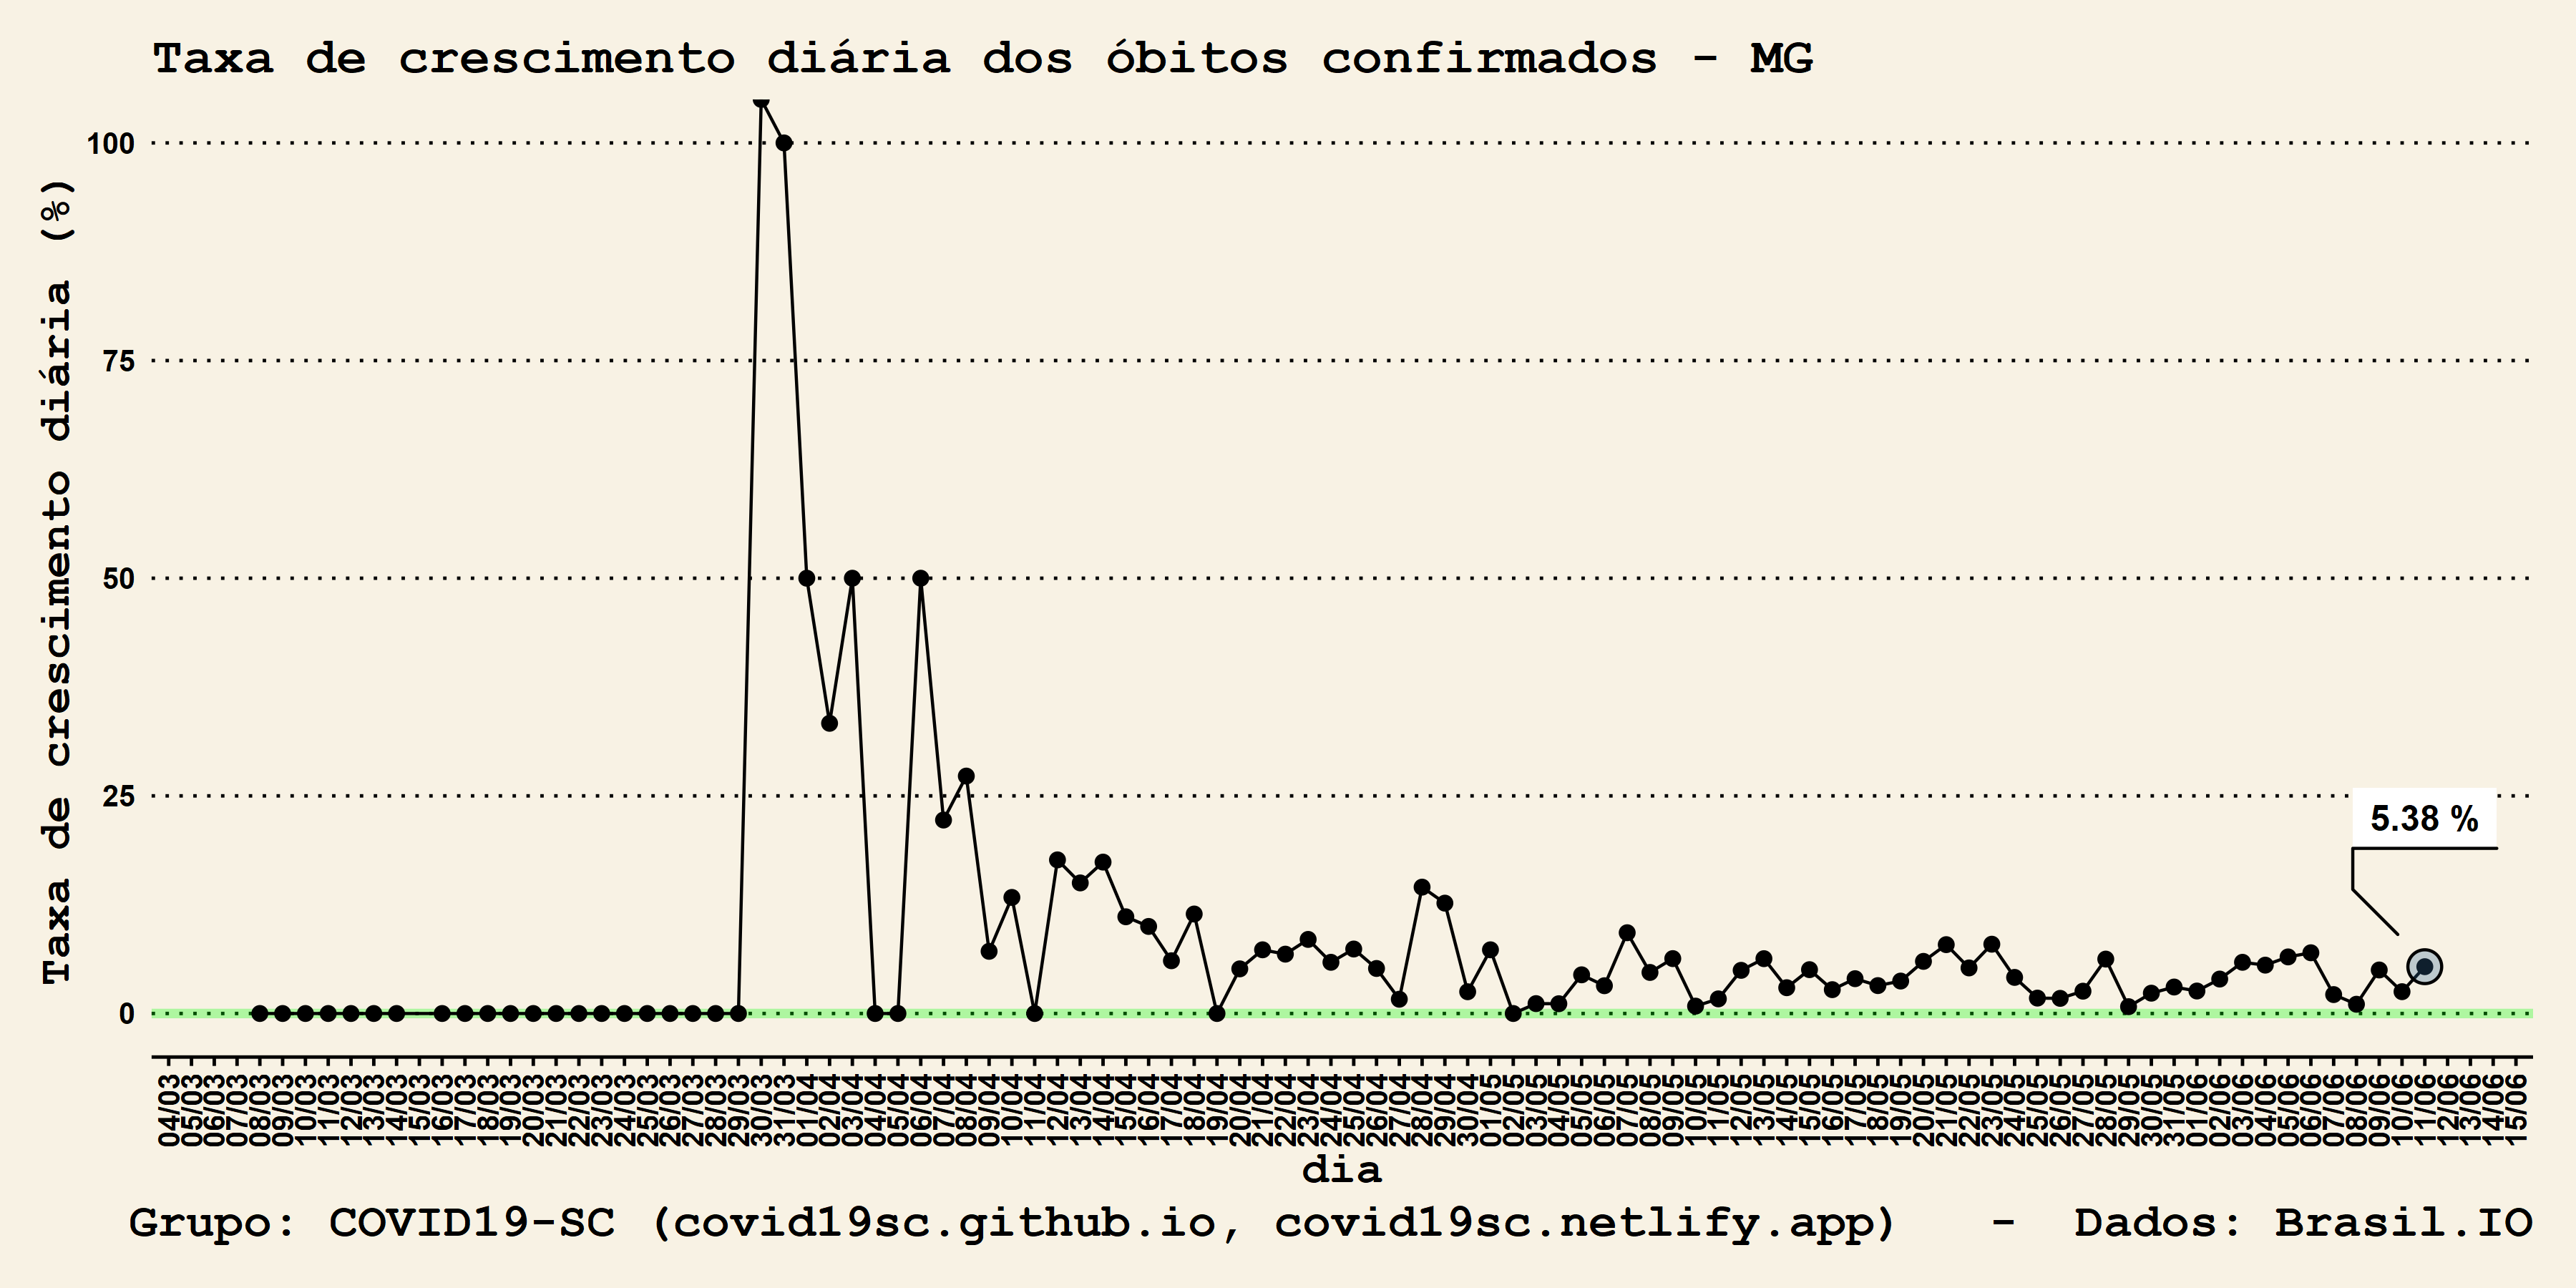 Taxa de crescimento diária dos óbitos confirmados - MG
Taxa de crescimento diária (%)
100
75
50
25
0
5.38 %
04/03 05/03 06/03 07/03 08/03 09/03 10/03 11/03 12/03 13/03 14/03 15/03 16/03 17/03 18/03 19/03 20/03 21/03 22/03 23/03 24/03 25/03 26/03 27/03 28/03 29/03 30/03 31/03 01/04 02/04 03/04 04/04 05/04 06/04 07/04 08/04 09/04 10/04 11/04 12/04 13/04 14/04 15/04 16/04 17/04 18/04 19/04 20/04 21/04 22/04 23/04 24/04 25/04 26/04 27/04 28/04 29/04 30/04 01/05 02/05 03/05 04/05 05/05 06/05 07/05 08/05 09/05 10/05 11/05 12/05 13/05 14/05 15/05 16/05 17/05 18/05 19/05 20/05 21/05 22/05 23/05 24/05 25/05 26/05 27/05 28/05 29/05 30/05 31/05 01/06 02/06 03/06 04/06 05/06 06/06 07/06 08/06 09/06 10/06 11/06 12/06 13/06 14/06 15/06
dia
Grupo: COVID19-SC (covid19sc.github.io, covid19sc.netlify.app) - Dados: Brasil.IO